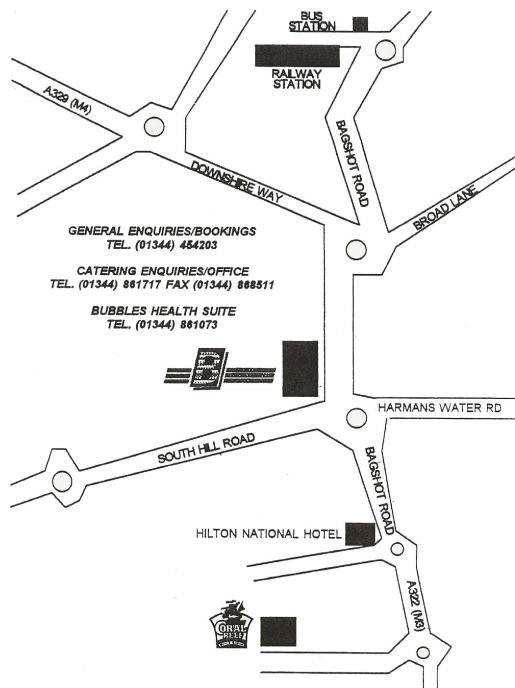 BUS
STATION
RAILWAY
STATION
A329 (M4)
BAGSHOT ROAD
DOWNSHIRE WAY
BROAD LANE
GENERAL ENQUIRIES/BOOKINGS
TEL. (01344) 454203
CATERING ENQUIRIES/OFFICE
TEL. (01344) 861717 FAX (01344) 868511
BUBBLES HEALTH SUITE
TEL. (01344) 861073
HARMANS WATER RD
SOUTH HILL ROAD
BAGSHOT ROAD
HILTON NATIONAL HOTEL
A322 (M3)
CORAL
REEF